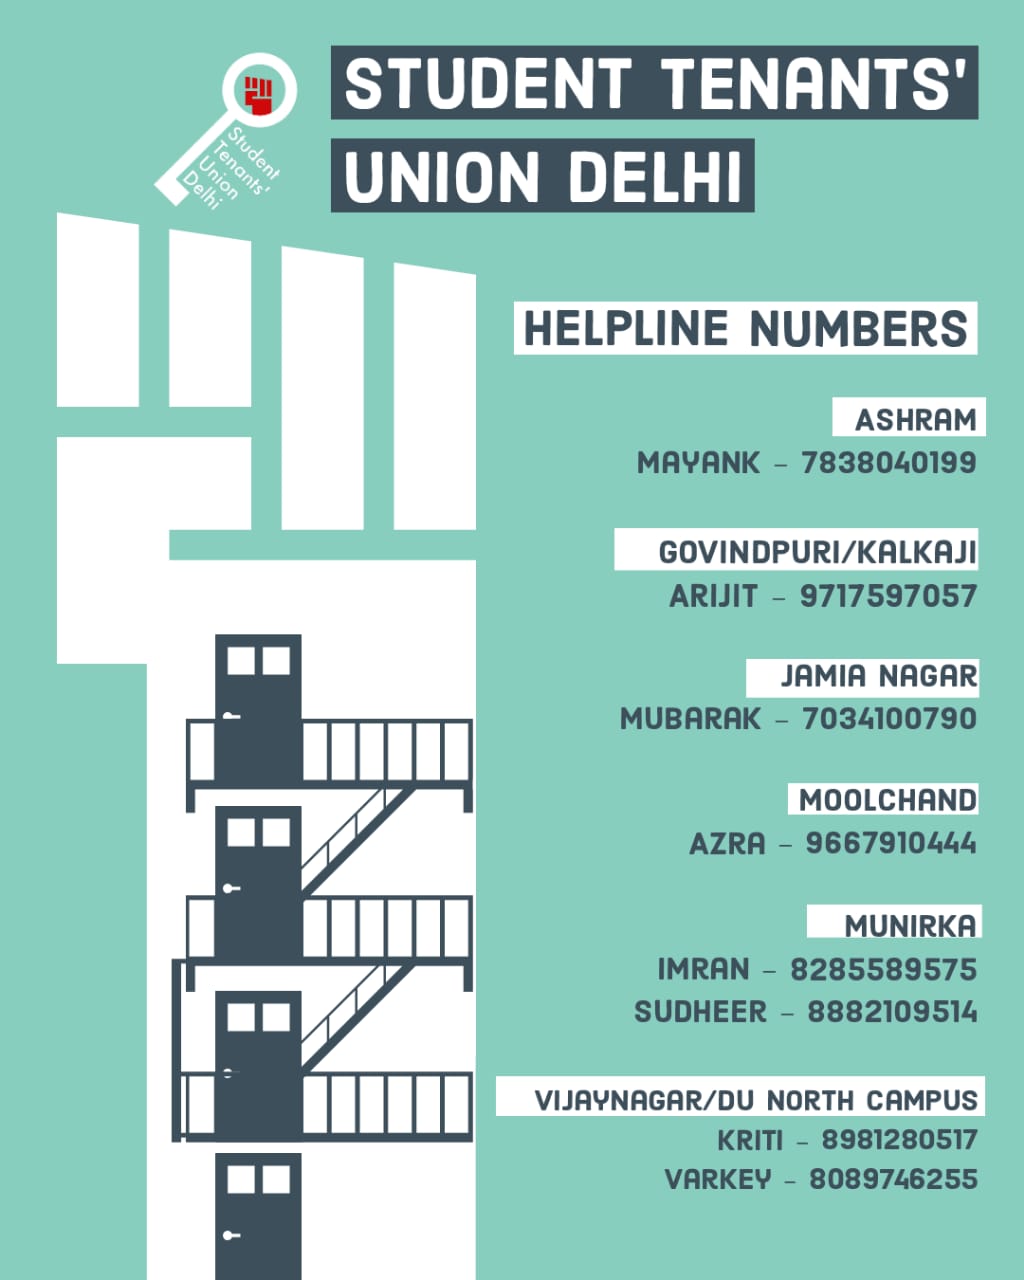 Student
Tenants'
Union
Delhi
STUDENT TENANTS'
UNION DELHI
HELPLINE NUMBERS
ASHRAM
MAYANK – 7838040199
GOVINDPURI/KALKAJI
ARIJIT – 9717597057
JAMIA NAGAR
MUBARAK – 7034100790
MOOLCHAND
AZRA – 9667910444
MUNIRKA
IMRAN – 8285589575
SUDHEER – 8882109514
VIJAYNAGAR/DU NORTH CAMPUS
KRITI – 8981280517
VARKEY – 8089746255